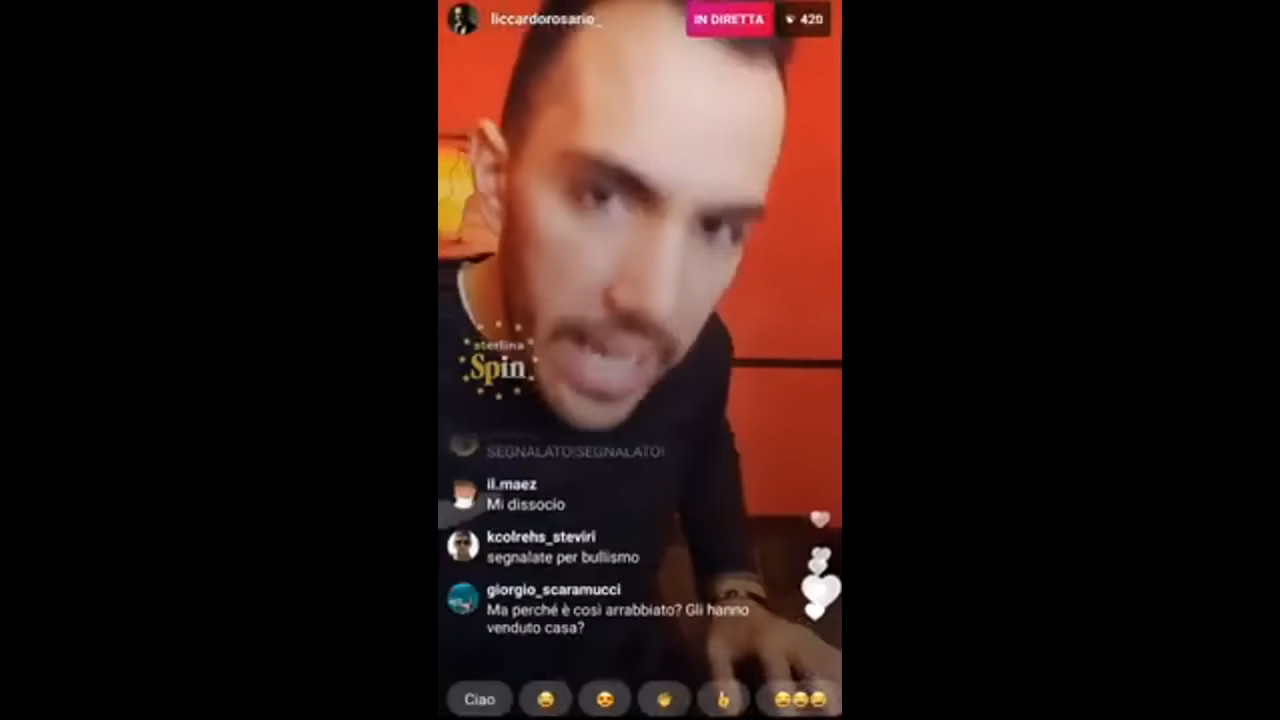 liccardorosario_
IN DIRETTA
420
sterlina
Spin
SEGNALATO!SEGNALATO!
il.maez
Mi dissocio
kcolrehs_steviri
segnalate per bullismo
giorgio_scaramucci
Ma perché è così arrabbiato? Gli hanno
venduto casa?
Ciao